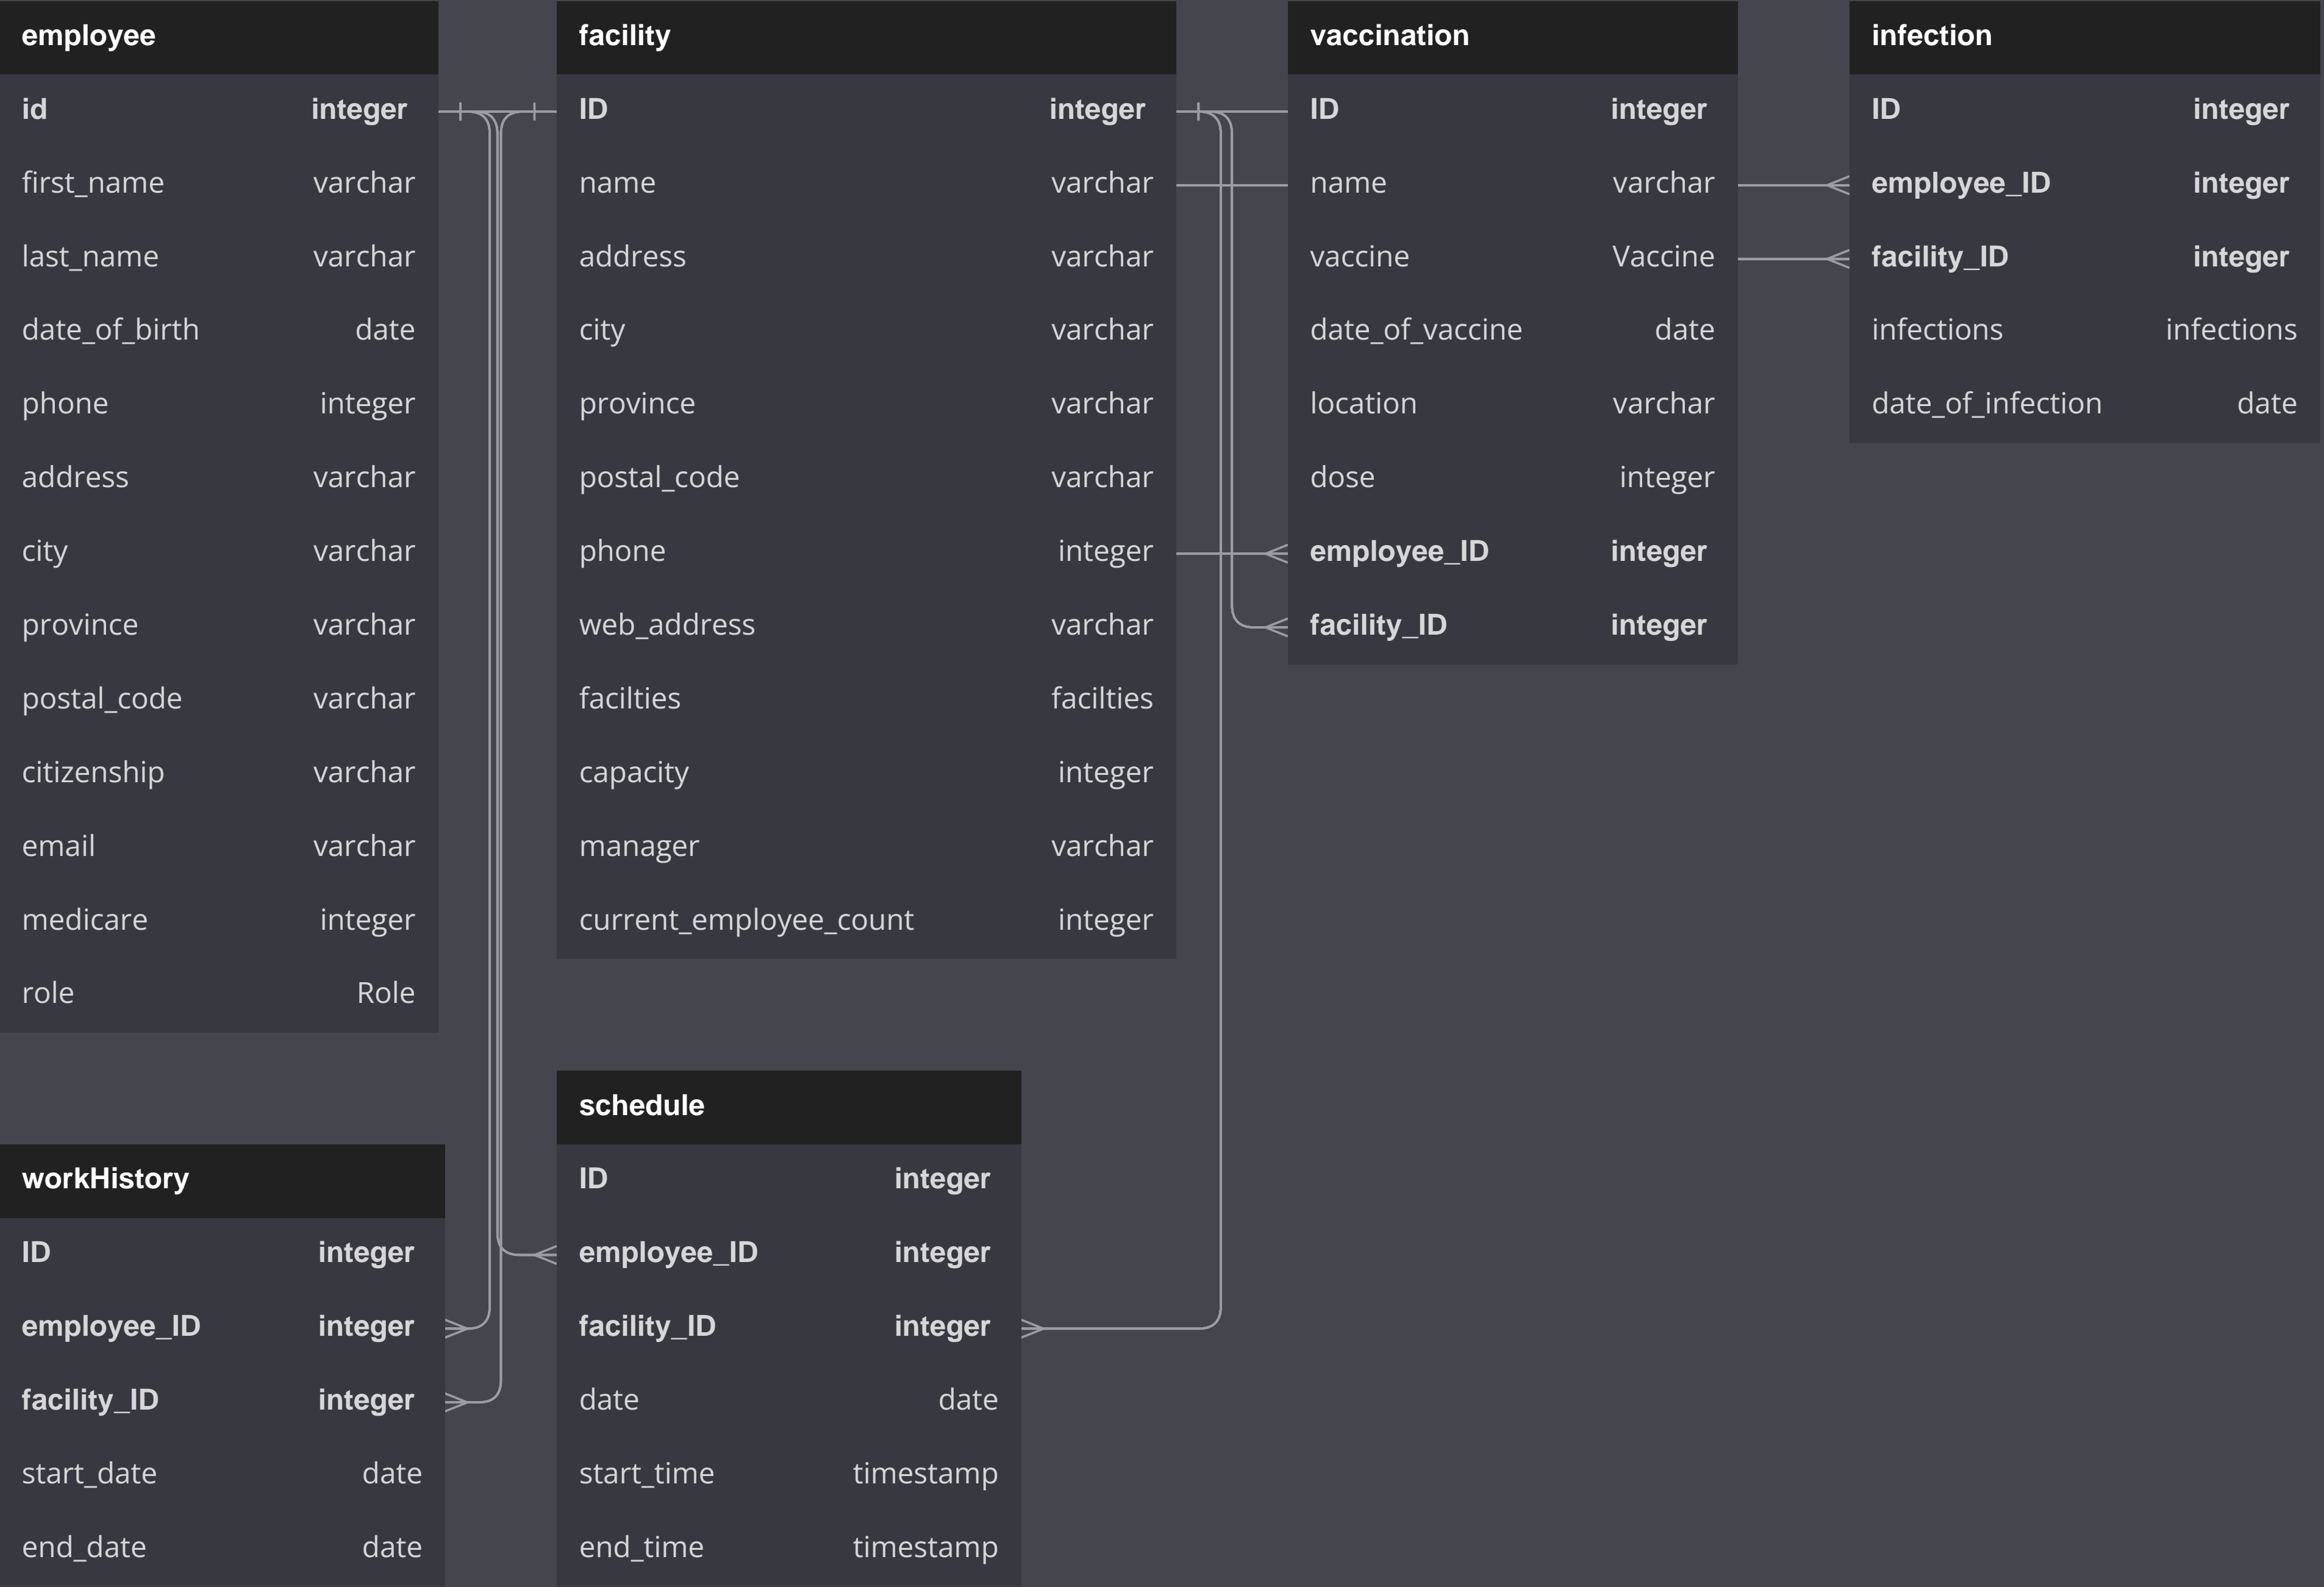 employee
id integer
first_name varchar
last_name varchar
date_of_birth date
phone integer
address varchar
city varchar
province varchar
postal_code varchar
citizenship varchar
email varchar
medicare integer
role Role
facility
ID integer
name varchar
address varchar
city varchar
province varchar
postal_code varchar
phone integer
web_address varchar
facilties facilties
capacity integer
manager varchar
current_employee_count integer
vaccination
ID integer
name varchar
vaccine Vaccine
date_of_vaccine date
location varchar
dose integer
employee_ID integer
facility_ID integer
infection
ID integer
employee_ID integer
facility_ID integer
infections infections
date_of_infection date
workHistory
ID integer
employee_ID integer
facility_ID integer
start_date date
end_date date
schedule
ID integer
employee_ID integer
facility_ID integer
date date
start_time timestamp
end_time timestamp